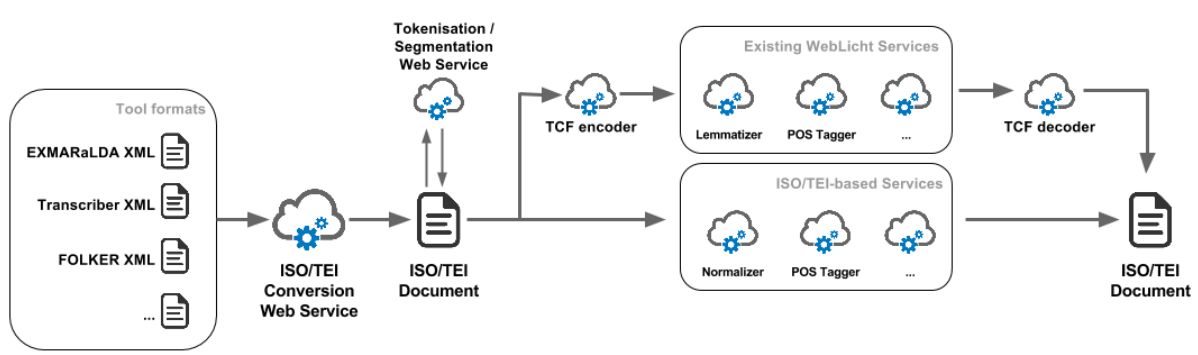 Tool formats
EXMARaLDA XML
Transcriber XML
FOLKER XML
...
ISO/TEI
Conversion
Web Service
Tokenisation /
Segmentation
Web Service
ISO/TEI
Document
TCF encoder
Existing WebLicht Services
Lemmatizer
POS Tagger
...
TCF decoder
ISO/TEI-based Services
Normalizer
POS Tagger
...
ISO/TEI
Document